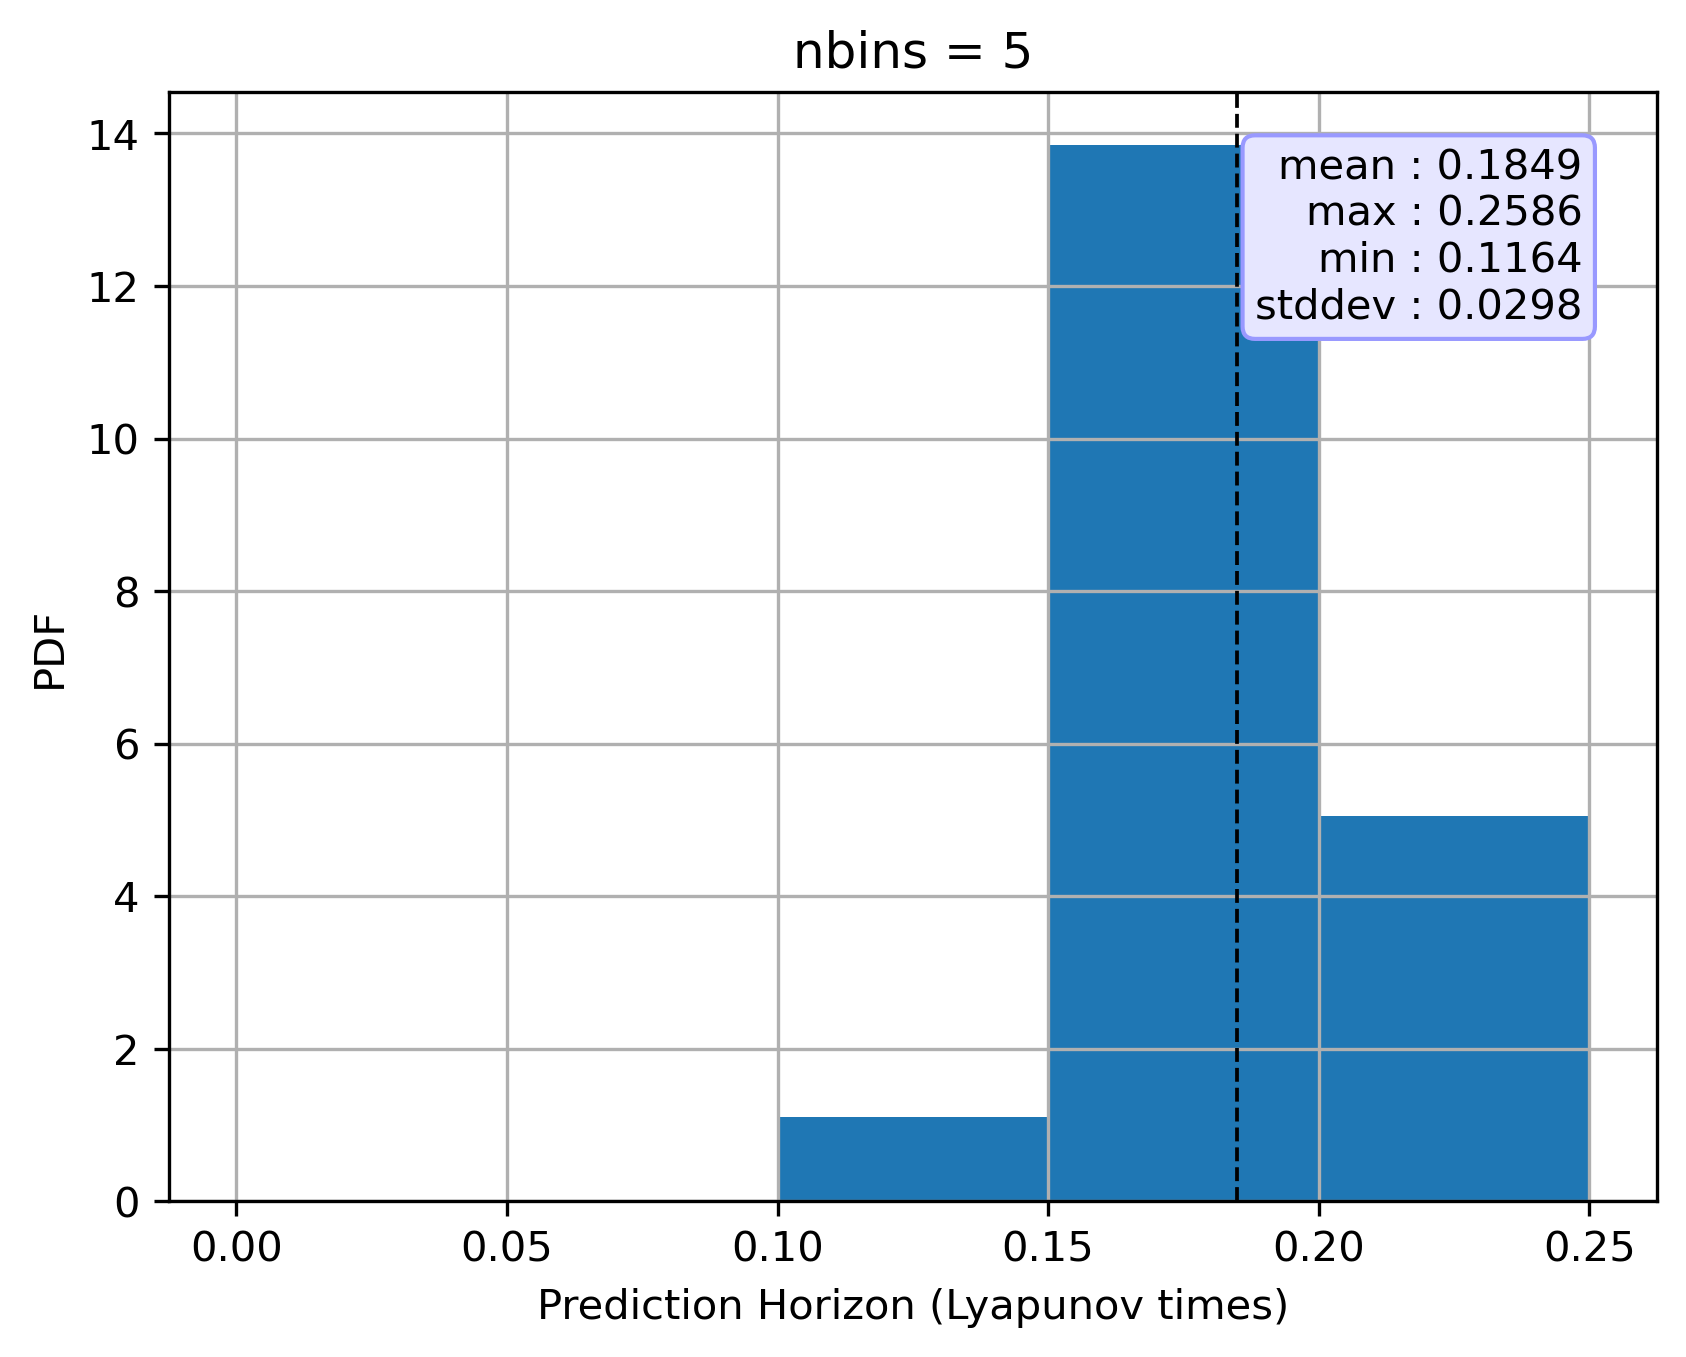 nbins = 5
14
12
10
8
6
4
2
0
PDF
mean : 0.1849
max : 0.2586
min : 0.1164
stddev : 0.0298
0.00 0.05 0.10 0.15 0.20 0.25
Prediction Horizon (Lyapunov times)